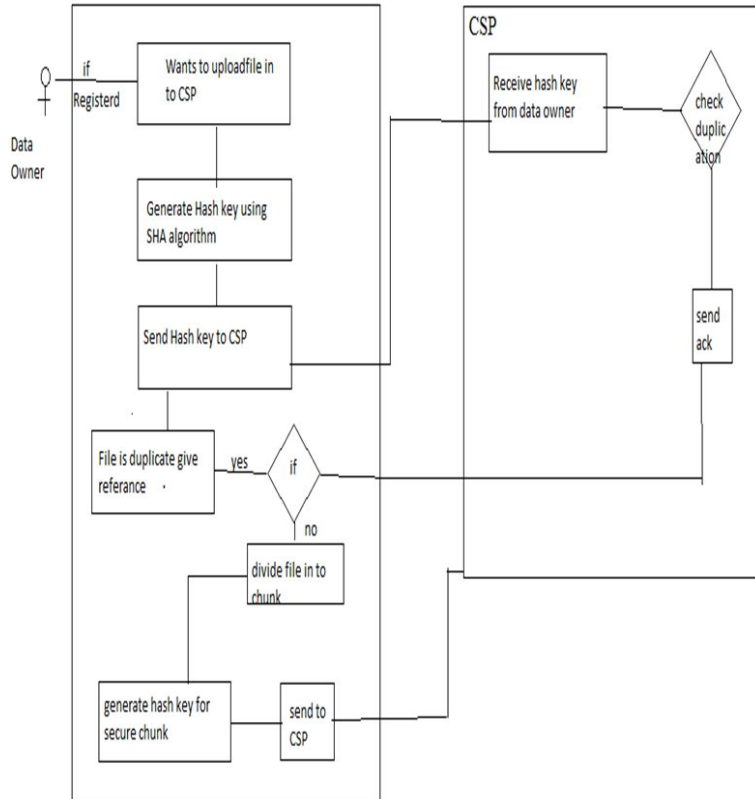 if
Registerd
Data
Owner
Wants to uploadfile in
to CSP
Generate Hash key using
SHA algorithm
Send Hash key to CSP
File is duplicate give
referance
yes
if
no
divide file in to
chunk
generate hash key for
secure chunk
send to
CSP
CSP
Receive hash key
from data owner
check
duplic
ation
send
ack